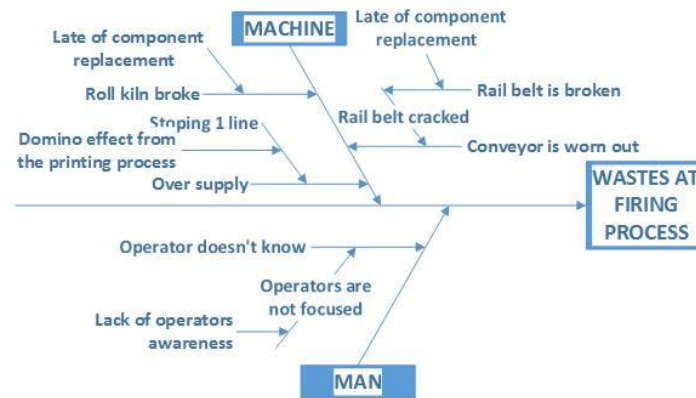 MACHINE
Late of component
replacement
Late of component
replacement
Roll kiln broke
Rail belt is broken
Stoping 1 line
Rail belt cracked
Domino effect from
the printing process
Conveyor is worn out
Over supply
WASTES AT
FIRING
PROCESS
Operator doesn't know
Operators are
not focused
Lack of operators
awareness
MAN